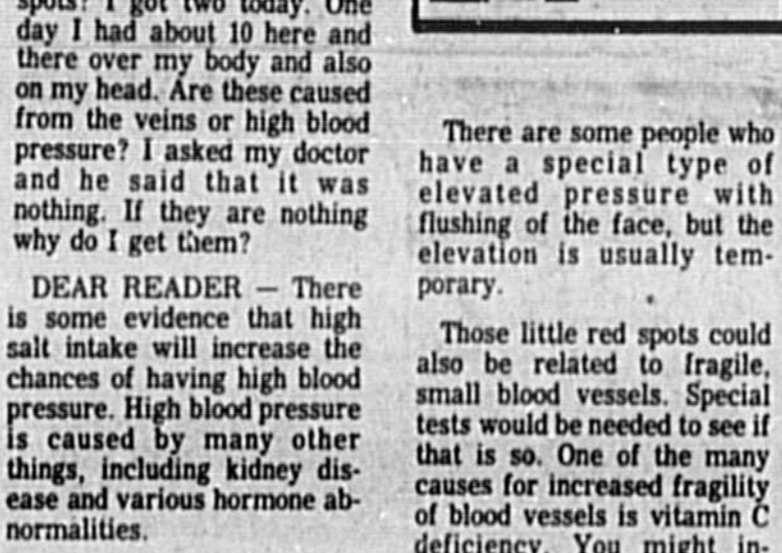 spots? I got two today. One
day I had about 10 here and
there over my body and also
on my head. Are these caused
from the veins or high blood
pressure? I asked my doctor
and he said that it was
nothing. If they are nothing
why do I get them?
DEAR READER — There
is some evidence that high
salt intake will increase the
chances of having high blood
pressure. High blood pressure
is caused by many other
things, including kidney dis-
ease and various hormone ab-
normalities.
There are some people who
have a special type of
elevated pressure with
flushing of the face, but the
elevation is usually tem-
porary.
Those little red spots could
also be related to fragile,
small blood vessels. Special
tests would be needed to see if
that is so. One of the many
causes for increased fragility
of blood vessels is vitamin C
deficiency. You might in-